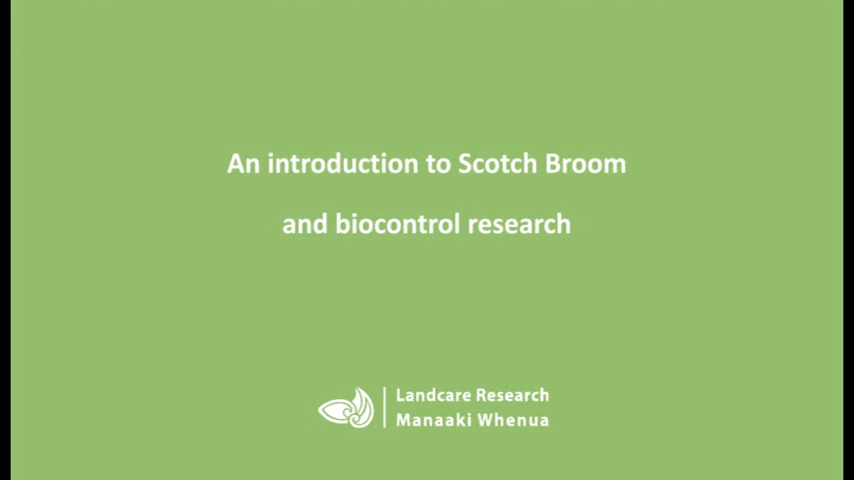 An introduction to Scotch Broom
and biocontrol research
Landcare Research
Manaaki Whenua